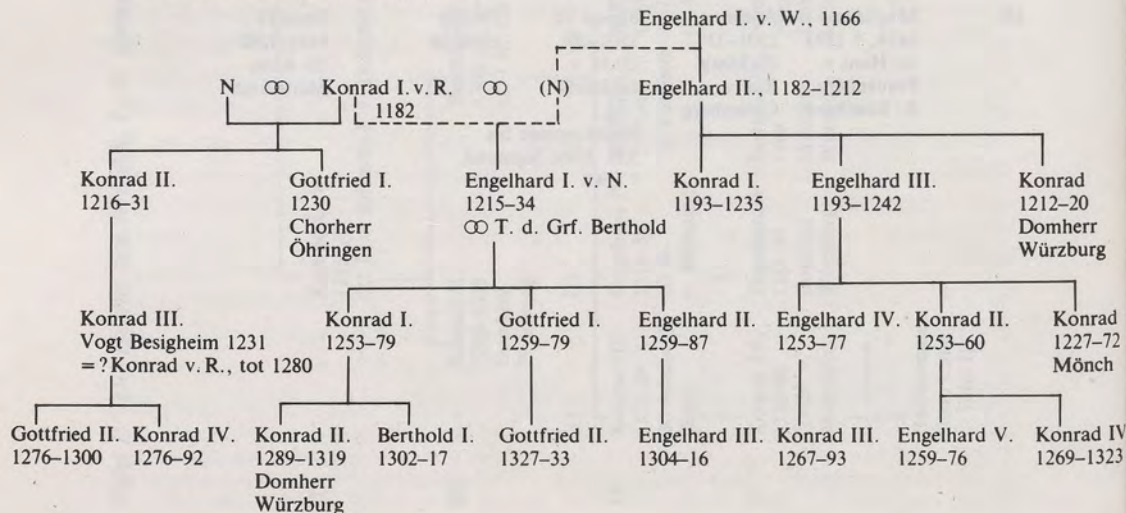 Engelhard I. v. W., 1166
N ⚭ Konrad I. v. R. ⚭ (N) Engelhard II., 1182–1212
1182
Konrad II. Gottfried I. Engelhard I. v. N. Konrad I. Engelhard III. Konrad
1216–31 1230 1215–34 1193–1235 1193–1242 1212–20
Chorherr ⚭ T. d. Grf. Berthold Domherr
Öhringen Würzburg
Konrad III. Konrad I. Gottfried I. Engelhard II. Engelhard IV. Konrad II. Konrad
Vogt Besigheim 1231 1253–79 1259–79 1259–87 1253–77 1253–60 1227–72
= ? Konrad v. R., tot 1280 Mönch
Gottfried II. Konrad IV. Konrad II. Berthold I. Gottfried II. Engelhard III. Konrad III. Engelhard V. Konrad IV
1276–1300 1276–92 1289–1319 1302–17 1327–33 1304–16 1267–93 1259–76 1269–1323
Domherr
Würzburg